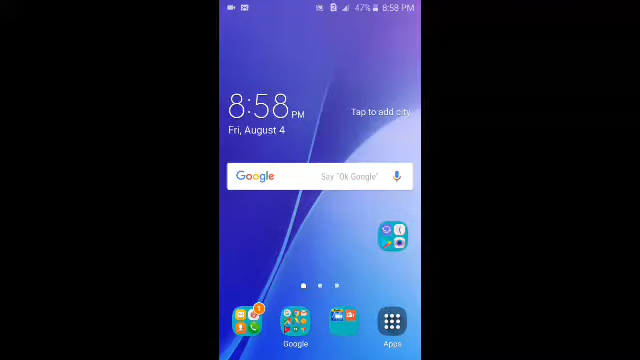 47% 8:58 PM
8:58 PM
Tap to add city
Fri, August 4
Google Say "Ok Google"
1
Google
Apps